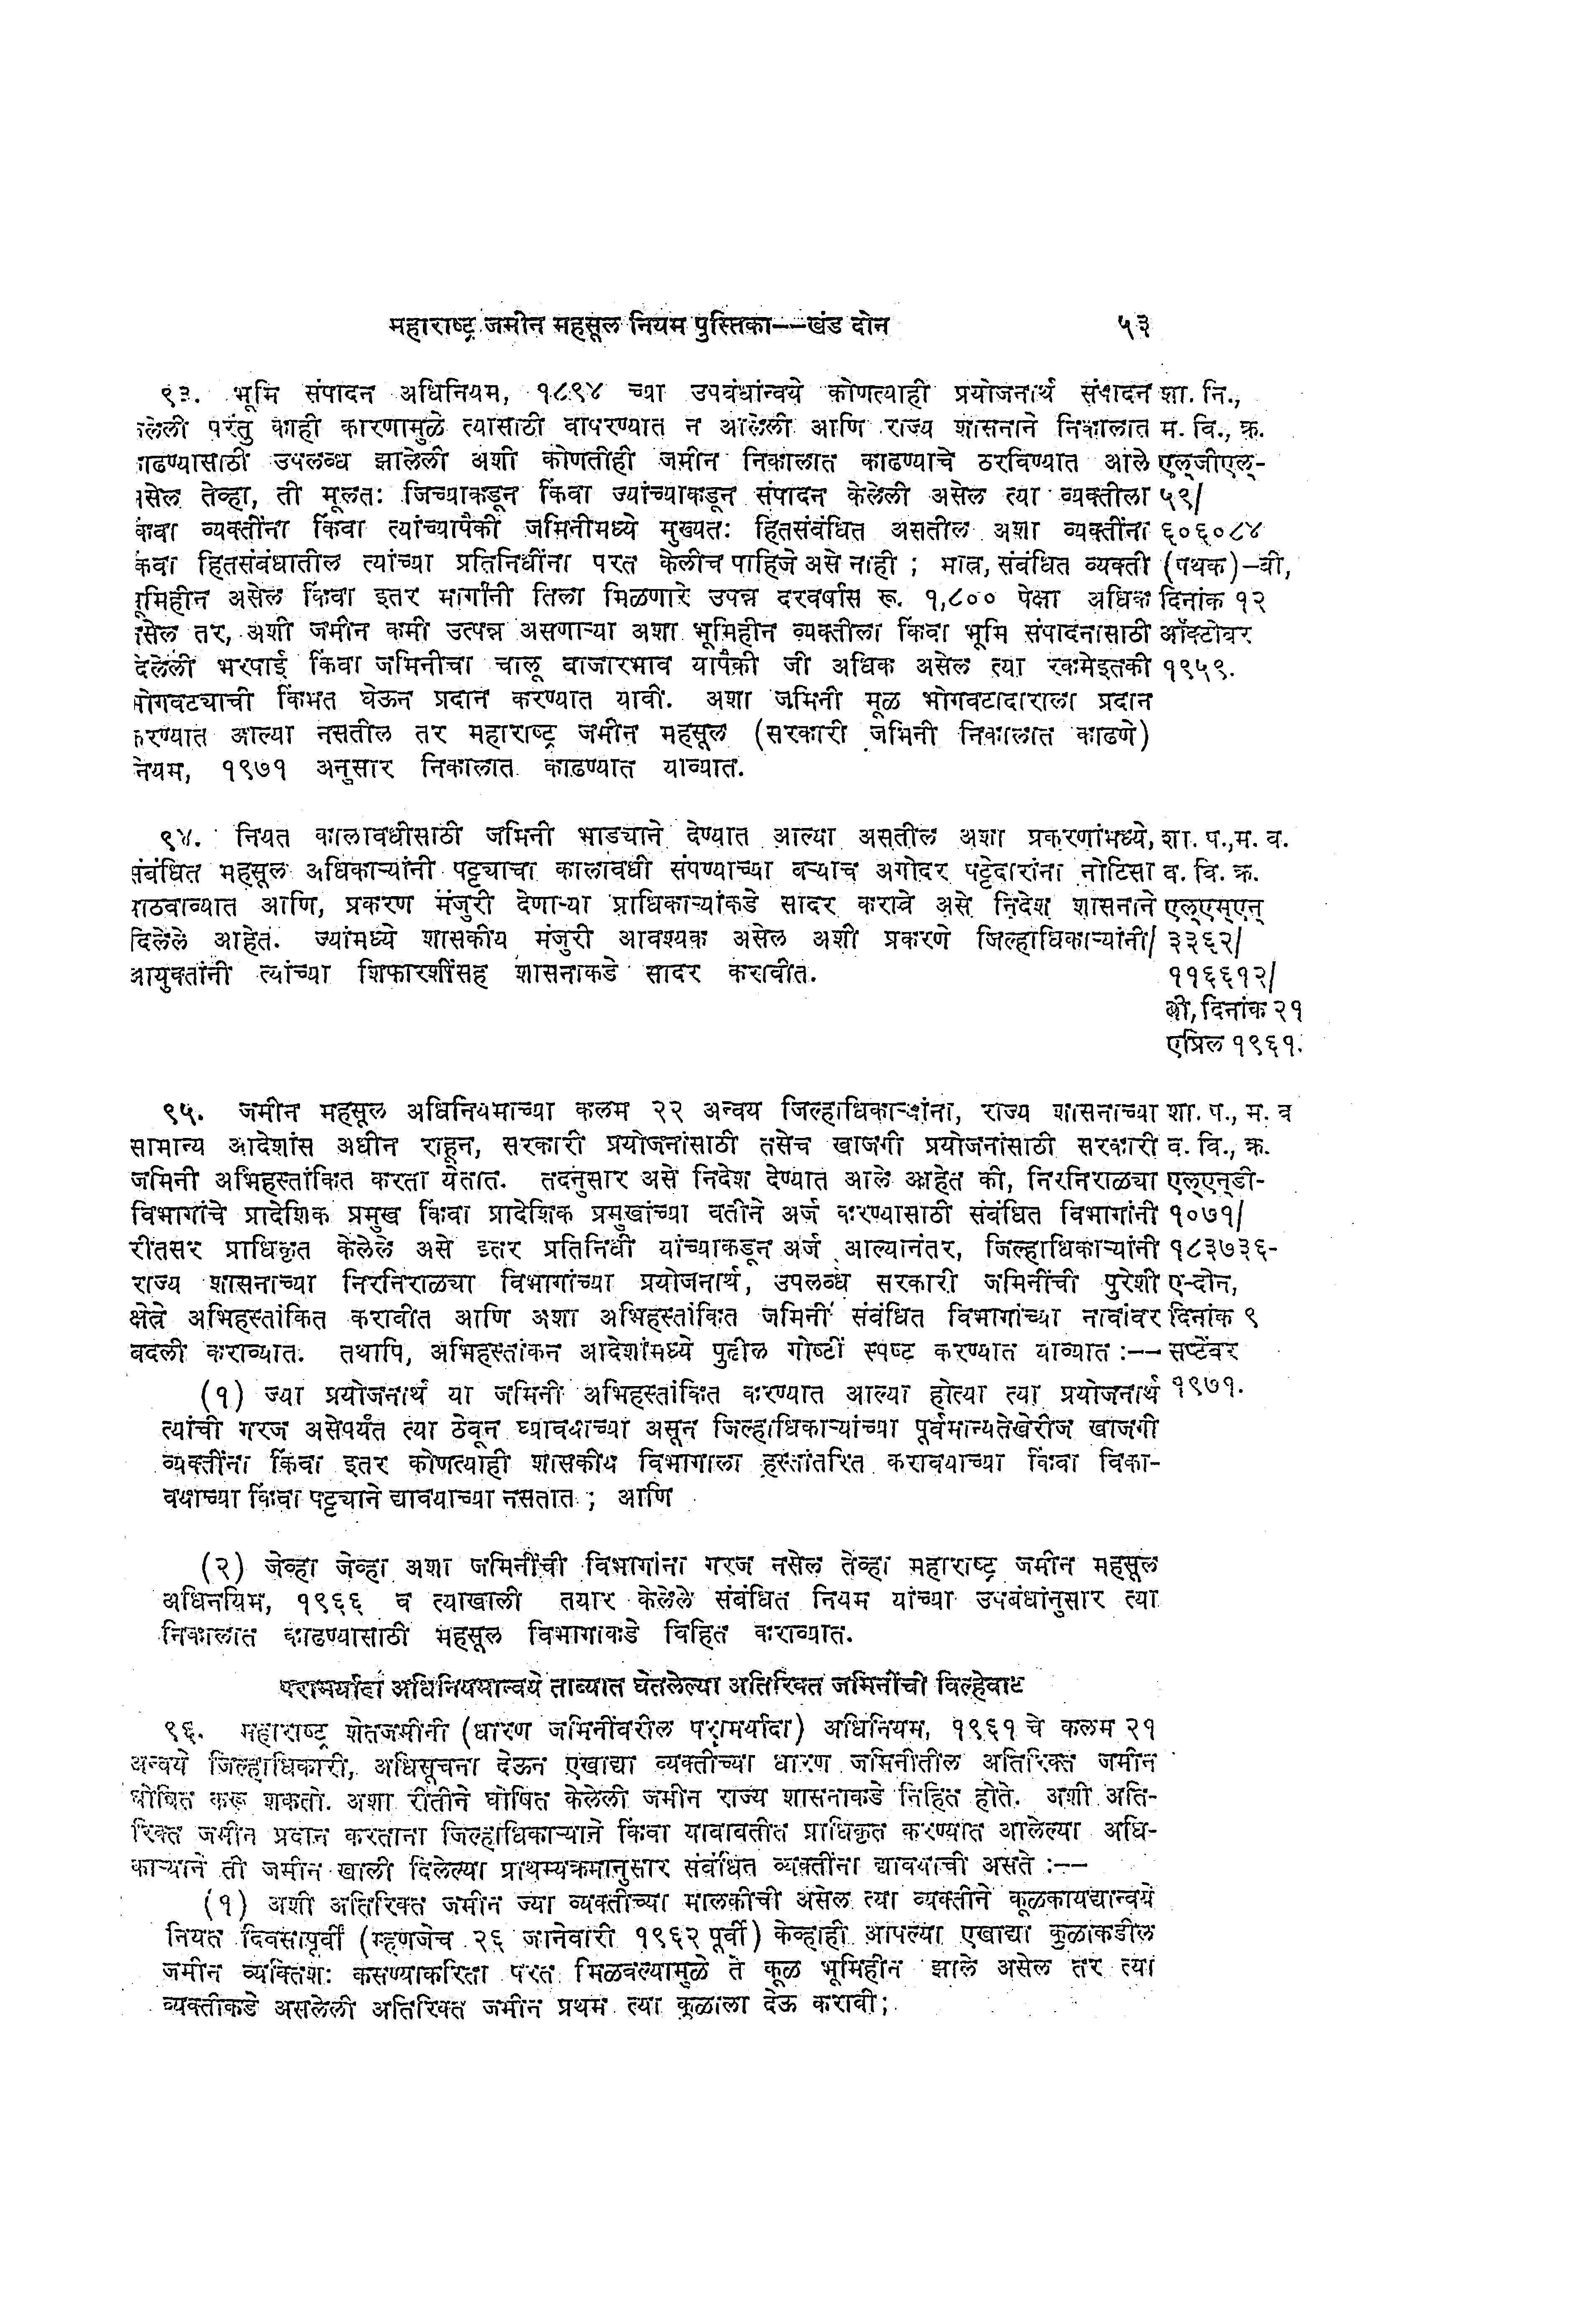 महाराष्ट्र जमीन महसूल नियम पुस्तिका--खंड दोन ५३
९३. भूमि संपादन अधिनियम, १८९४ च्या उपबंधांन्वये कोणत्याही प्रयोजनार्थ संपादन शा. नि.,
लेली परंतु काही कारणामुळे त्यासाठी वापरण्यात न आलेली आणि राज्य शासनाने निकालात म. वि., क्र.
ाढण्यासाठी उपलब्ध झालेली अशी कोणतीही जमीन निकालात काढण्याचे ठरविण्यात आले एल्‌जीएल्‌-
सेल तेव्हा, ती मूलतः जिच्याकडून किंवा ज्यांच्याकडून संपादन केलेली असेल त्या व्यक्तीला ५९/
कंवा व्यक्तींना किंवा त्यांच्यापैकी जमिनीमध्ये मुख्यतः हितसंबंधित असतील अशा व्यक्तींना ६०६०८४
कंवा हितसंबंधातील त्यांच्या प्रतिनिधींना परत केलीच पाहिजे असे नाही ; मात्र, संबंधित व्यक्ती (पथक)-बी,
ूमिहीन असेल किंवा इतर मार्गांनी तिला मिळणारे उपन्न दरवर्षास रू. १,८०० पेक्षा अधिक दिनांक १२
सेल तर, अशी जमीन कमी उत्पन्न असणाऱ्या अशा भूमिहीन व्यक्तीला किंवा भूमि संपादनासाठी ऑक्टोबर
देलेली भरपाई किंवा जमिनीचा चालू बाजारभाव यापैकी जी अधिक असेल त्या रकमेइतकी १९५९.
भोगवट्याची किंमत घेऊन प्रदान करण्यात यावी. अशा जमिनी मूळ भोगवटादाराला प्रदान
रण्यात आल्या नसतील तर महाराष्ट्र जमीन महसूल (सरकारी जमिनी निकालात काढणे)
नेयम, १९७१ अनुसार निकालात काढण्यात याव्यात.
९४. नियत कालावधीसाठी जमिनी भाड्याने देण्यात आल्या असतील अशा प्रकरणांमध्ये, शा. प.,म. व.
संबंधित महसूल अधिकाऱ्यांनी पट्ट्याचा कालावधी संपण्याच्या बऱ्याच अगोदर पट्टेदारांना नोटिसा व. वि. क्र.
ाठवाव्यात आणि, प्रकरण मंजुरी देणाऱ्या प्राधिकाऱ्यांकडे सादर करावे असे निदेश शासनाने एल्‌एम्‌एन्‌
दिलेले आहेत. ज्यांमध्ये शासकीय मंजुरी आवश्यक असेल अशी प्रकरणे जिल्हाधिकाऱ्यांनी/ ३३६२/
आयुक्तांनी त्यांच्या शिफारशींसह शासनाकडे सादर करावीत. ११६६१२/
बी, दिनांक २१
एप्रिल १९६१.
९५. जमीन महसूल अधिनियमाच्या कलम २२ अन्वय जिल्हाधिकाऱ्यांना, राज्य शासनाच्या शा. प., म. व
सामान्य आदेशांस अधीन राहून, सरकारी प्रयोजनांसाठी तसेच खाजगी प्रयोजनांसाठी सरकारी व. वि., क्र.
जमिनी अभिहस्तांकित करता येतात. तदनुसार असे निदेश देण्यात आले आहेत की, निरनिराळ्या एल्‌एन्‌डी-
विभागांचे प्रादेशिक प्रमुख किंवा प्रादेशिक प्रमुखांच्या वतीने अर्ज करण्यासाठी संबंधित विभागांनी १०७१/
रीतसर प्राधिकृत केलेले असे इतर प्रतिनिधी यांच्याकडून अर्ज आल्यानंतर, जिल्हाधिकाऱ्यांनी १८३७३६-
राज्य शासनाच्या निरनिराळ्या विभागांच्या प्रयोजनार्थ, उपलब्ध सरकारी जमिनींची पुरेशी ए-दोन,
क्षेत्रे अभिहस्तांकित करावीत आणि अशा अभिहस्तांकित जमिनी संबंधित विभागांच्या नावांवर दिनांक ९
बदली कराव्यात. तथापि, अभिहस्तांकन आदेशांमध्ये पुढील गोष्टीं स्पष्ट करण्यात याव्यात :-- सप्टेंबर
(१) ज्या प्रयोजनार्थ या जमिनी अभिहस्तांकित करण्यात आल्या होत्या त्या प्रयोजनार्थ १९७१.
त्यांची गरज असेपर्यंत त्या ठेवून घ्यावयाच्या असून जिल्हाधिकाऱ्यांच्या पूर्वमान्यतेखेरीज खाजगी
व्यक्तींना किंवा इतर कोणत्याही शासकीय विभागाला हस्तांतरित करावयाच्या किंवा विका-
वयाच्या किंवा पट्ट्याने द्यावयाच्या नसतात ; आणि
(२) जेव्हा जेव्हा अशा जमिनींची विभागांना गरज नसेल तेव्हा महाराष्ट्र जमीन महसूल
अधिनयिम, १९६६ व त्याखाली तयार केलेले संबंधित नियम यांच्या उपबंधांनुसार त्या
निकालात काढण्यासाठी महसूल विभागाकडे विहित कराव्यात.
परामर्यादा अधिनियमान्वये ताब्यात घेतलेल्या अतिरिक्त जमिनींची विल्हेवाट
९६. महाराष्ट्र शेतजमीनी (धारण जमिनींवरील परामर्यादा) अधिनियम, १९६१ चे कलम २१
अन्वये जिल्हाधिकारी, अधिसूचना देऊन एखाद्या व्यक्तीच्या धारण जमिनीतील अतिरिक्त जमीन
घोषित करू शकतो. अशा रीतीने घोषित केलेली जमीन राज्य शासनाकडे निहित होते. अशी अति-
रिक्त जमीन प्रदान करताना जिल्हाधिकाऱ्याने किंवा याबाबतीत प्राधिकृत करण्यात आलेल्या अधि-
काऱ्याने ती जमीन खाली दिलेल्या प्राथम्यक्रमानुसार संबंधित व्यक्तींना द्यावयाची असते :--
(१) अशी अतिरिक्त जमीन ज्या व्यक्तीच्या मालकीची असेल त्या व्यक्तीने कूळकायद्यान्वये
नियत दिवसापूर्वी (म्हणजेच २६ जानेवारी १९६२ पूर्वी) केव्हाही आपल्या एखाद्या कुळाकडील
जमीन व्यक्तिशः कसण्याकरिता परत मिळवल्यामुळे ते कूळ भूमिहीन झाले असेल तर त्या
व्यक्तीकडे असलेली अतिरिक्त जमीन प्रथम त्या कुळाला देऊ करावी;